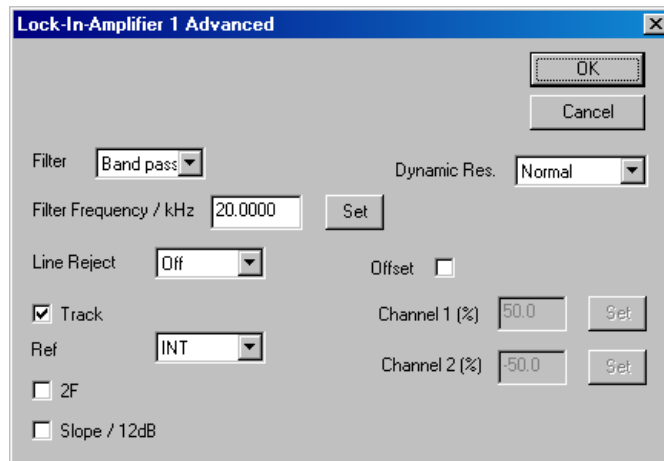 Lock-In-Amplifier 1 Advanced
OK
Cancel
Filter Band pass
Dynamic Res. Normal
Filter Frequency / kHz 20.0000 Set
Line Reject Off
Offset
Track
Channel 1 (%) 50.0 Set
Ref INT
Channel 2 (%) -50.0 Set
2F
Slope / 12dB